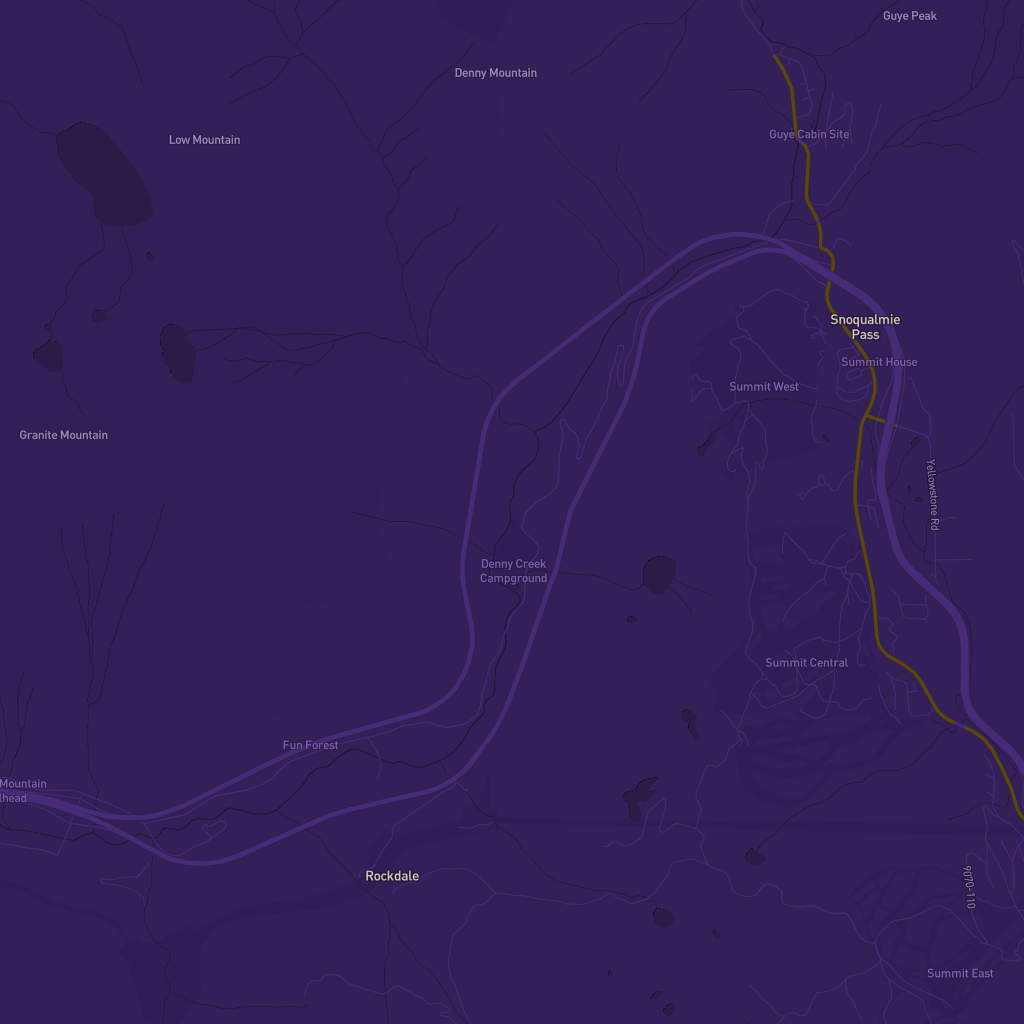 Guye Peak
Denny Mountain
Guye Cabin Site
Low Mountain
Snoqualmie
Pass
Summit House
Summit West
Granite Mountain
Yellowstone Rd
Denny Creek
Campground
Summit Central
Fun Forest
Mountain
lhead
Rockdale
9070-110
Summit East